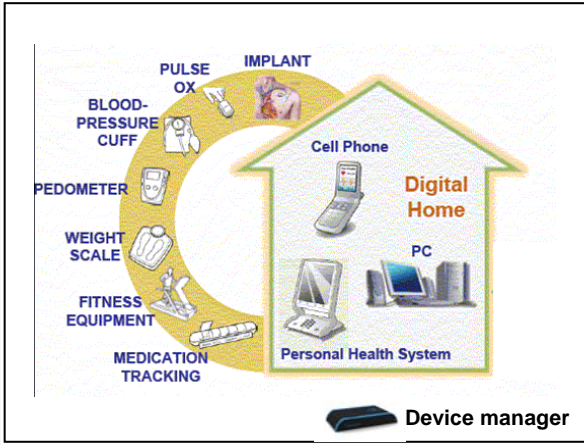 IMPLANT
PULSE
OX
BLOOD-
PRESSURE
CUFF
PEDOMETER
WEIGHT
SCALE
FITNESS
EQUIPMENT
MEDICATION
TRACKING
Cell Phone
Digital
Home
PC
Personal Health System
Device manager